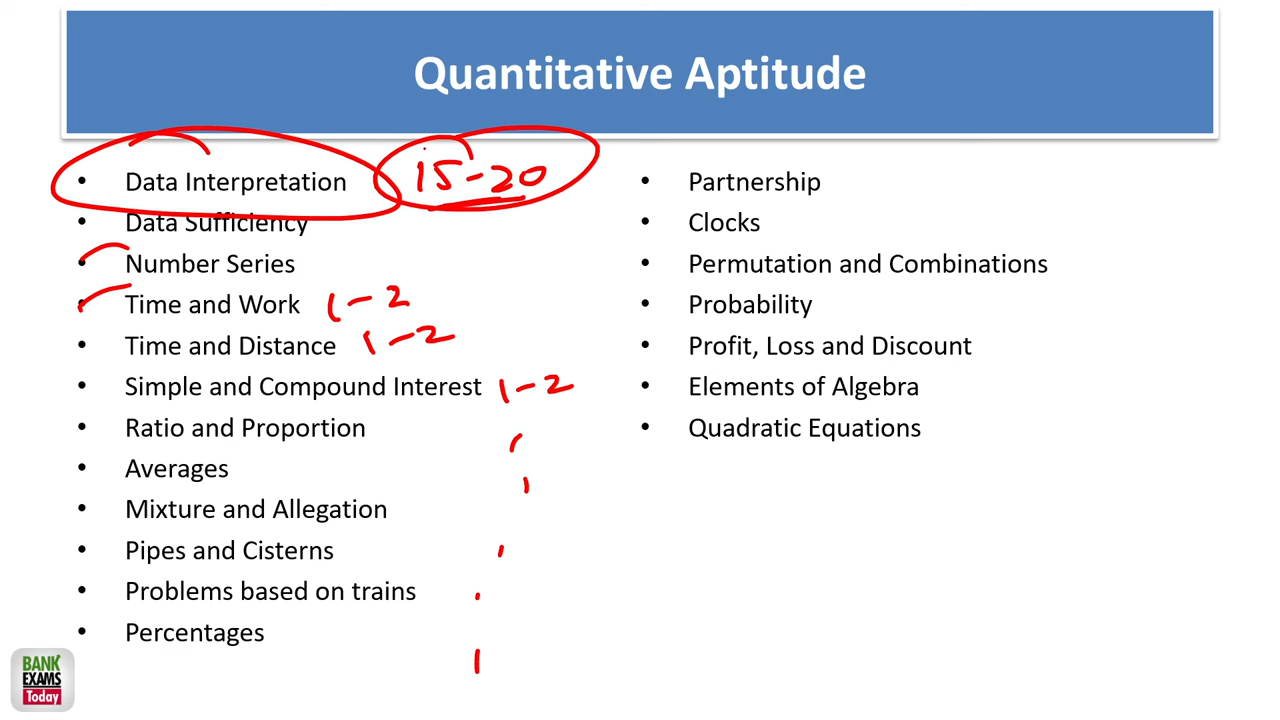 Quantitative Aptitude
• Data Interpretation 15-20
• Data Sufficiency
• Number Series
• Time and Work 1-2
• Time and Distance 1-2
• Simple and Compound Interest 1-2
• Ratio and Proportion
• Averages
• Mixture and Allegation
• Pipes and Cisterns
• Problems based on trains
• Percentages
• Partnership
• Clocks
• Permutation and Combinations
• Probability
• Profit, Loss and Discount
• Elements of Algebra
• Quadratic Equations
BANK
EXAMS
Today